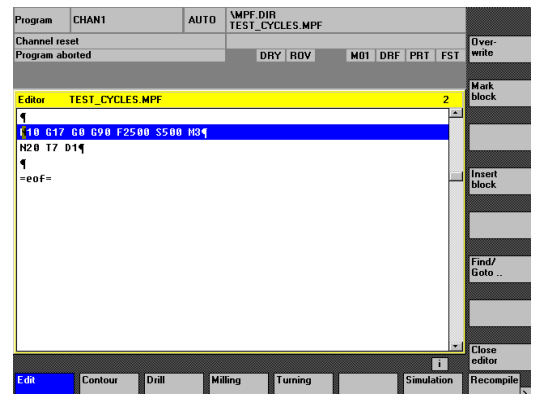 Program CHAN1 AUTO \MPF.DIR
TEST_CYCLES.MPF
Channel reset
Program aborted DRY ROV M01 DRF PRT FST
Over-
write
Mark
block
Editor TEST_CYCLES.MPF 2
¶
N10 G17 G0 G90 F2500 S500 M3¶
N20 T7 D1¶
¶
=eof=
Insert
block
Find/
Goto ..
Close
editor
i
Edit Contour Drill Milling Turning Simulation Recompile
>